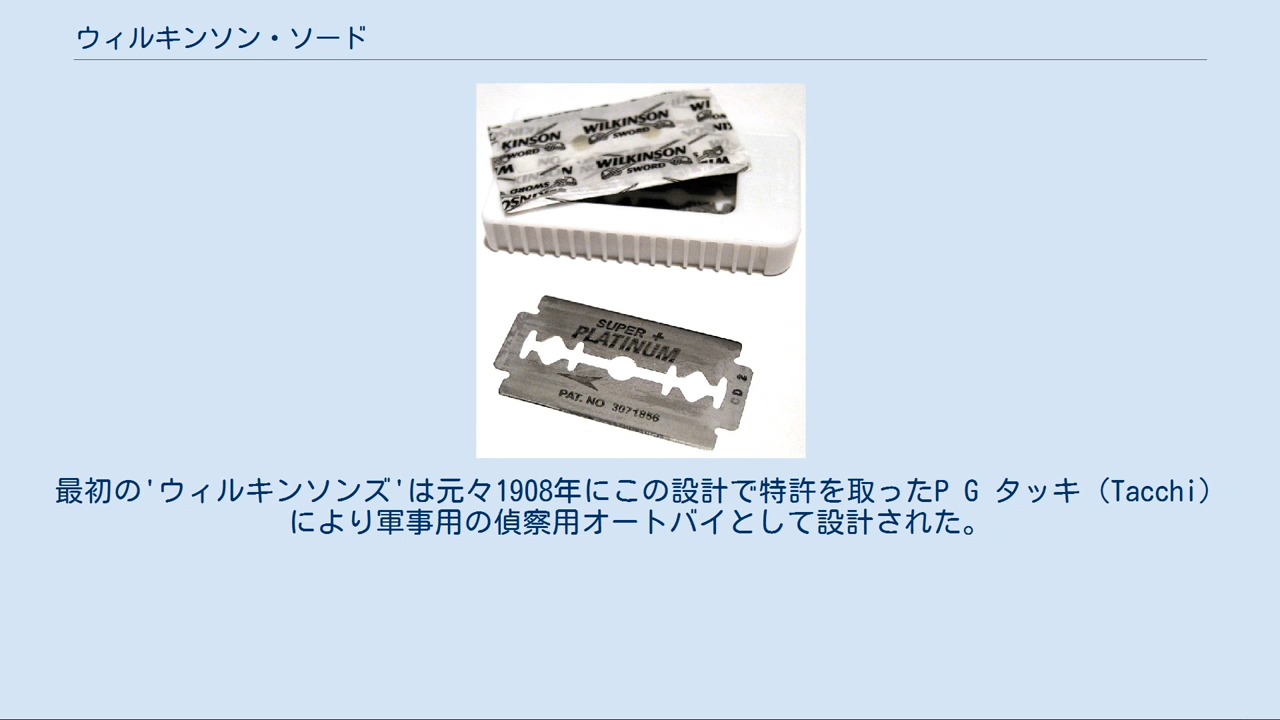 ウィルキンソン・ソード
WILKINSON
SWORD
KINSON
SWORD
WILKINSON
SWORD
SUPER +
PLATINUM
CD 2
PAT. NO 3071856
最初の'ウィルキンソンズ'は元々1908年にこの設計で特許を取ったP G タッキ（Tacchi）
により軍事用の偵察用オートバイとして設計された。